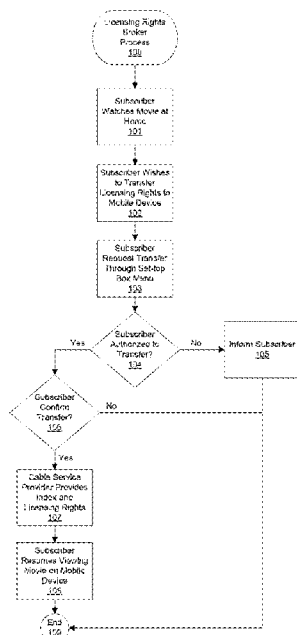 Licensing Rights
Broker
Process
100
Subscriber
Watches Movie at
Home
101
Subscriber Wishes
to Transfer
Licensing Rights to
Mobile Device
102
Subscriber
Request Transfer
Through Set-top
Box Menu
103
Subscriber
Authorized to
Transfer?
104
Yes
No
Inform Subscriber
105
Subscriber
Confirm
Transfer?
106
No
Yes
Cable Service
Provider Provides
Index and
Licensing Rights
107
Subscriber
Resumes Viewing
Movie on Mobile
Device
108
End